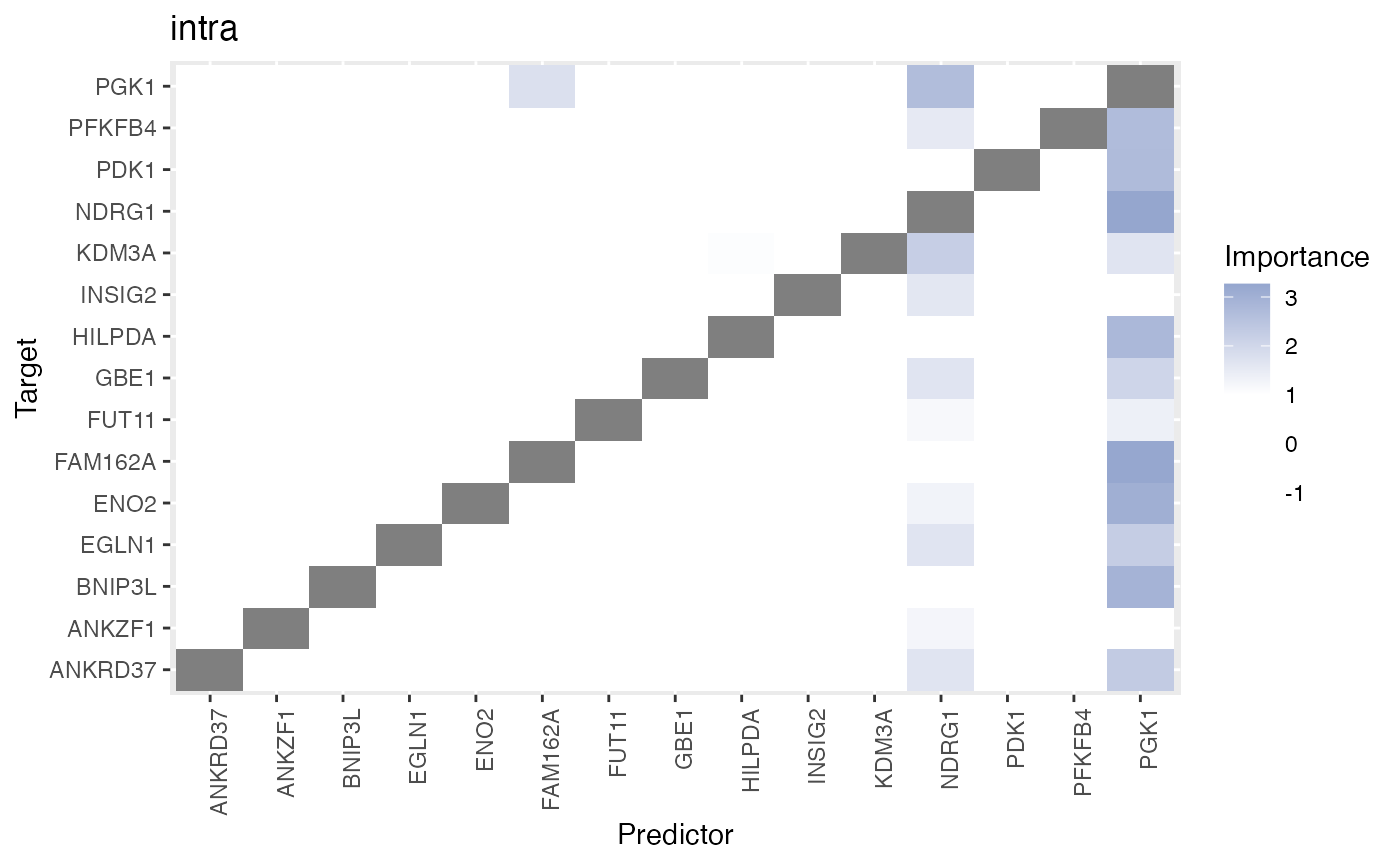 intra
PGK1
PFKFB4
PDK1
NDRG1
KDM3A
INSIG2
HILPDA
GBE1
FUT11
FAM162A
ENO2
EGLN1
BNIP3L
ANKZF1
ANKRD37
Target
ANKRD37
ANKZF1
BNIP3L
EGLN1
ENO2
FAM162A
FUT11
GBE1
HILPDA
INSIG2
KDM3A
NDRG1
PDK1
PFKFB4
PGK1
Predictor
Importance
3
2
1
0
-1